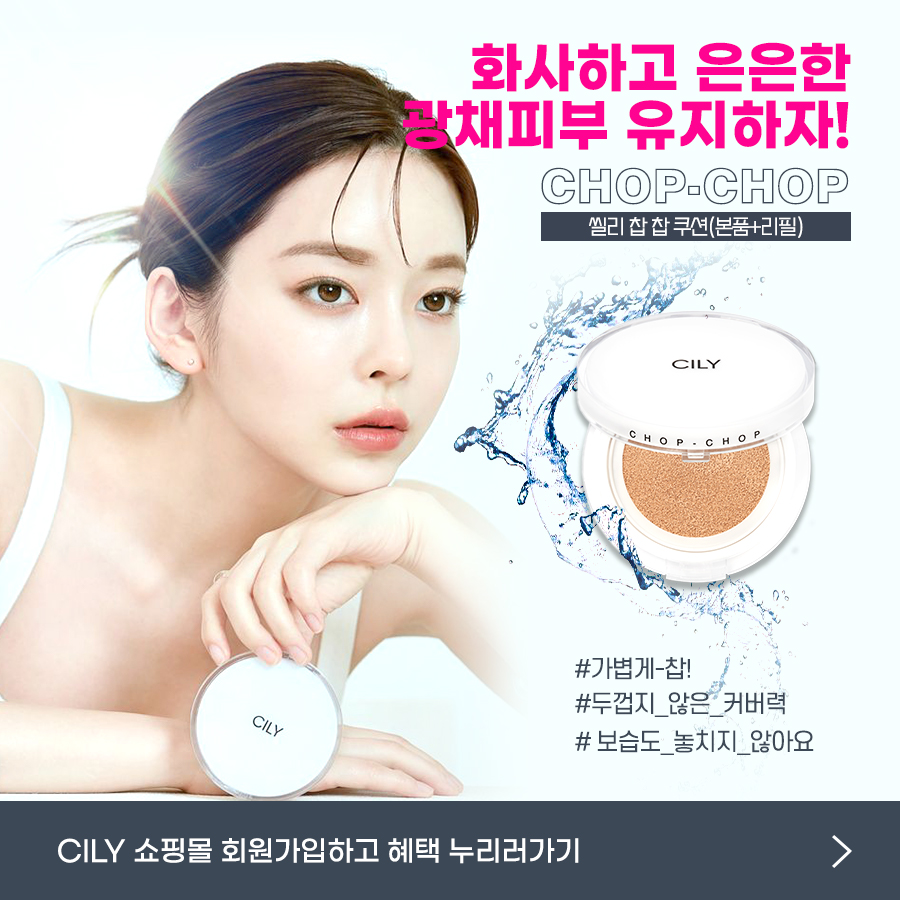 화사하고 은은한
광채피부 유지하자!
CHOP-CHOP
씰리 찹 찹 쿠션(본품+리필)
CILY
CHOP-CHOP
#가볍게-찹!
#두껍지_않은_커버력
# 보습도_놓치지_않아요
CILY
CILY 쇼핑몰 회원가입하고 혜택 누리러가기